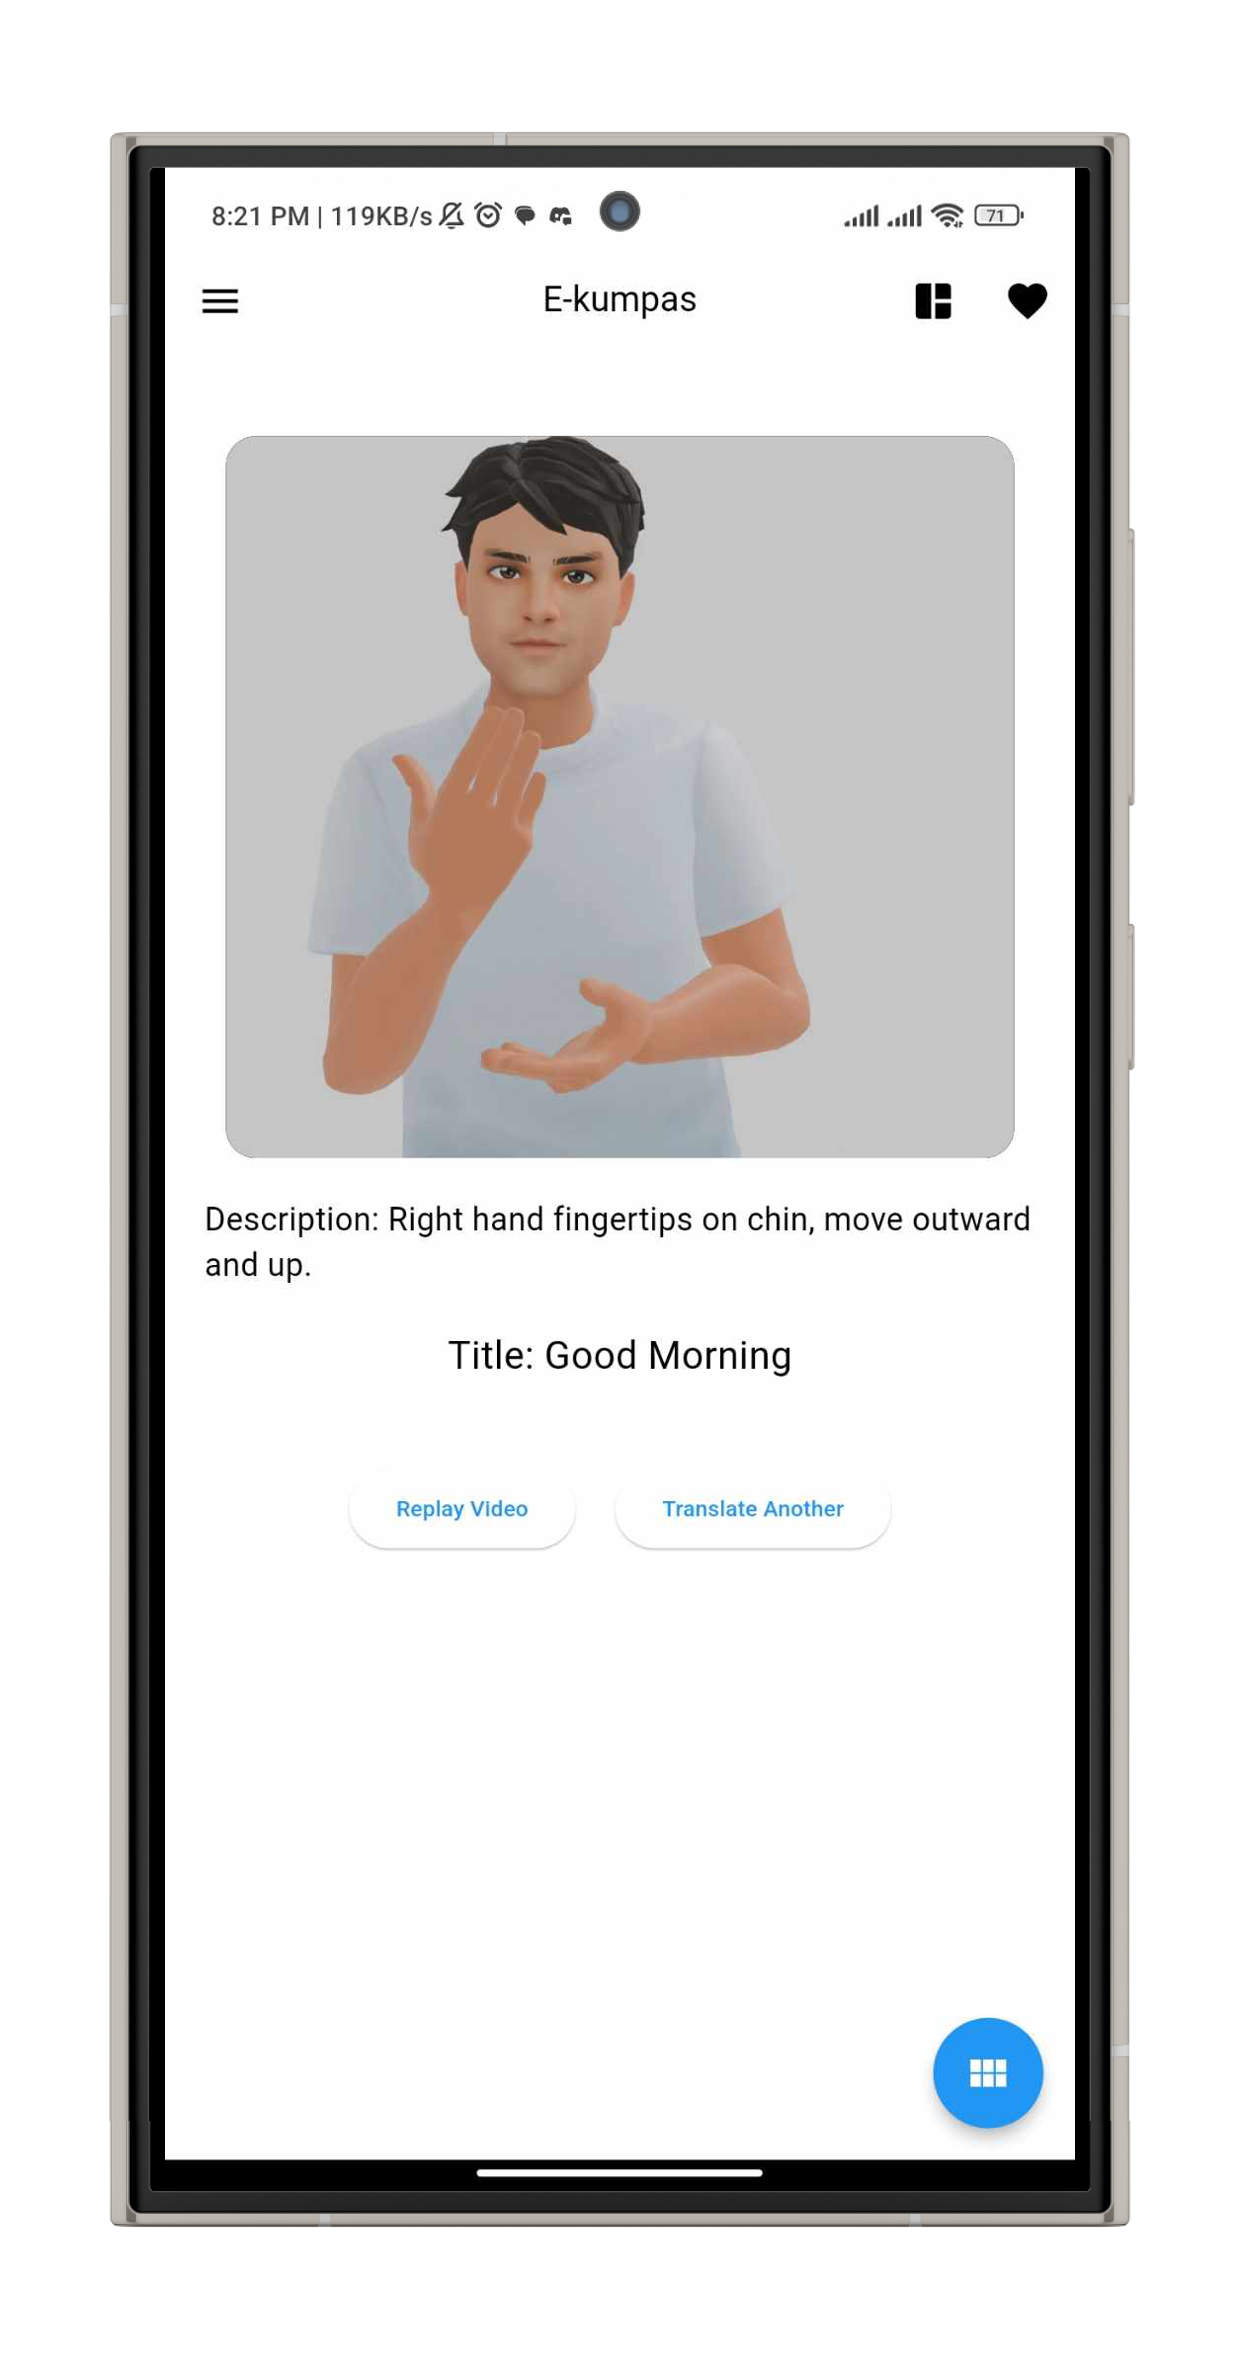 8:21 PM | 119KB/s
71
E-kumpas
Description: Right hand fingertips on chin, move outward
and up.
Title: Good Morning
Replay Video
Translate Another